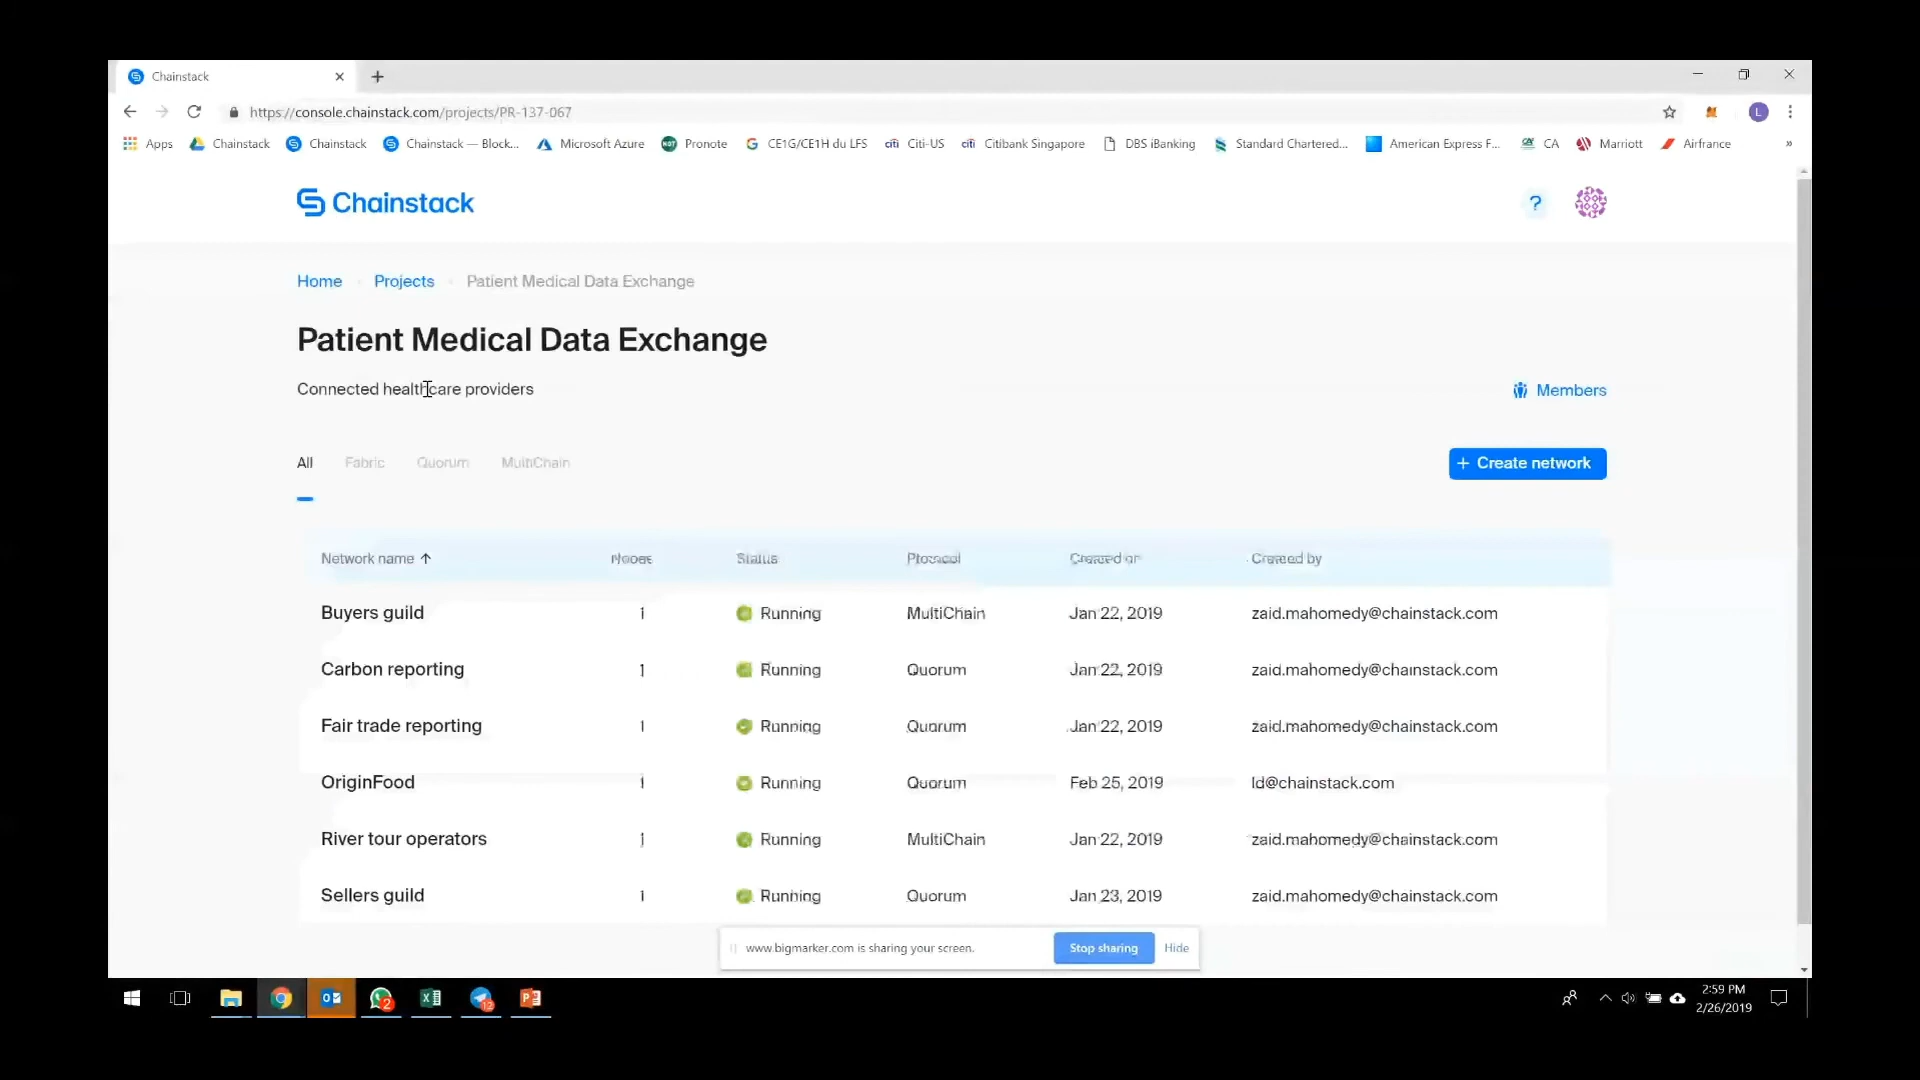 Chainstack
https://console.chainstack.com/projects/PR-137-067
Apps Chainstack Chainstack Chainstack — Block... Microsoft Azure Pronote CE1G/CE1H du LFS Citi-US Citibank Singapore DBS iBanking Standard Chartered... American Express F... CA Marriott Airfrance »
Chainstack ? 
Home Projects Patient Medical Data Exchange
Patient Medical Data Exchange
Connected healthcare providers Members
All Fabric Quorum MultiChain + Create network
Network name ↑ Status Protocol Created on Created by
Buyers guild 1 Running MultiChain Jan 22, 2019 zaid.mahomedy@chainstack.com
Carbon reporting 1 Running Quorum Jan 22, 2019 zaid.mahomedy@chainstack.com
Fair trade reporting 1 Running Quorum Jan 22, 2019 zaid.mahomedy@chainstack.com
OriginFood 1 Running Quorum Feb 25, 2019 ld@chainstack.com
River tour operators 1 Running MultiChain Jan 22, 2019 zaid.mahomedy@chainstack.com
Sellers guild 1 Running Quorum Jan 23, 2019 zaid.mahomedy@chainstack.com
www.bigmarker.com is sharing your screen. Stop sharing Hide
2:59 PM
2/26/2019